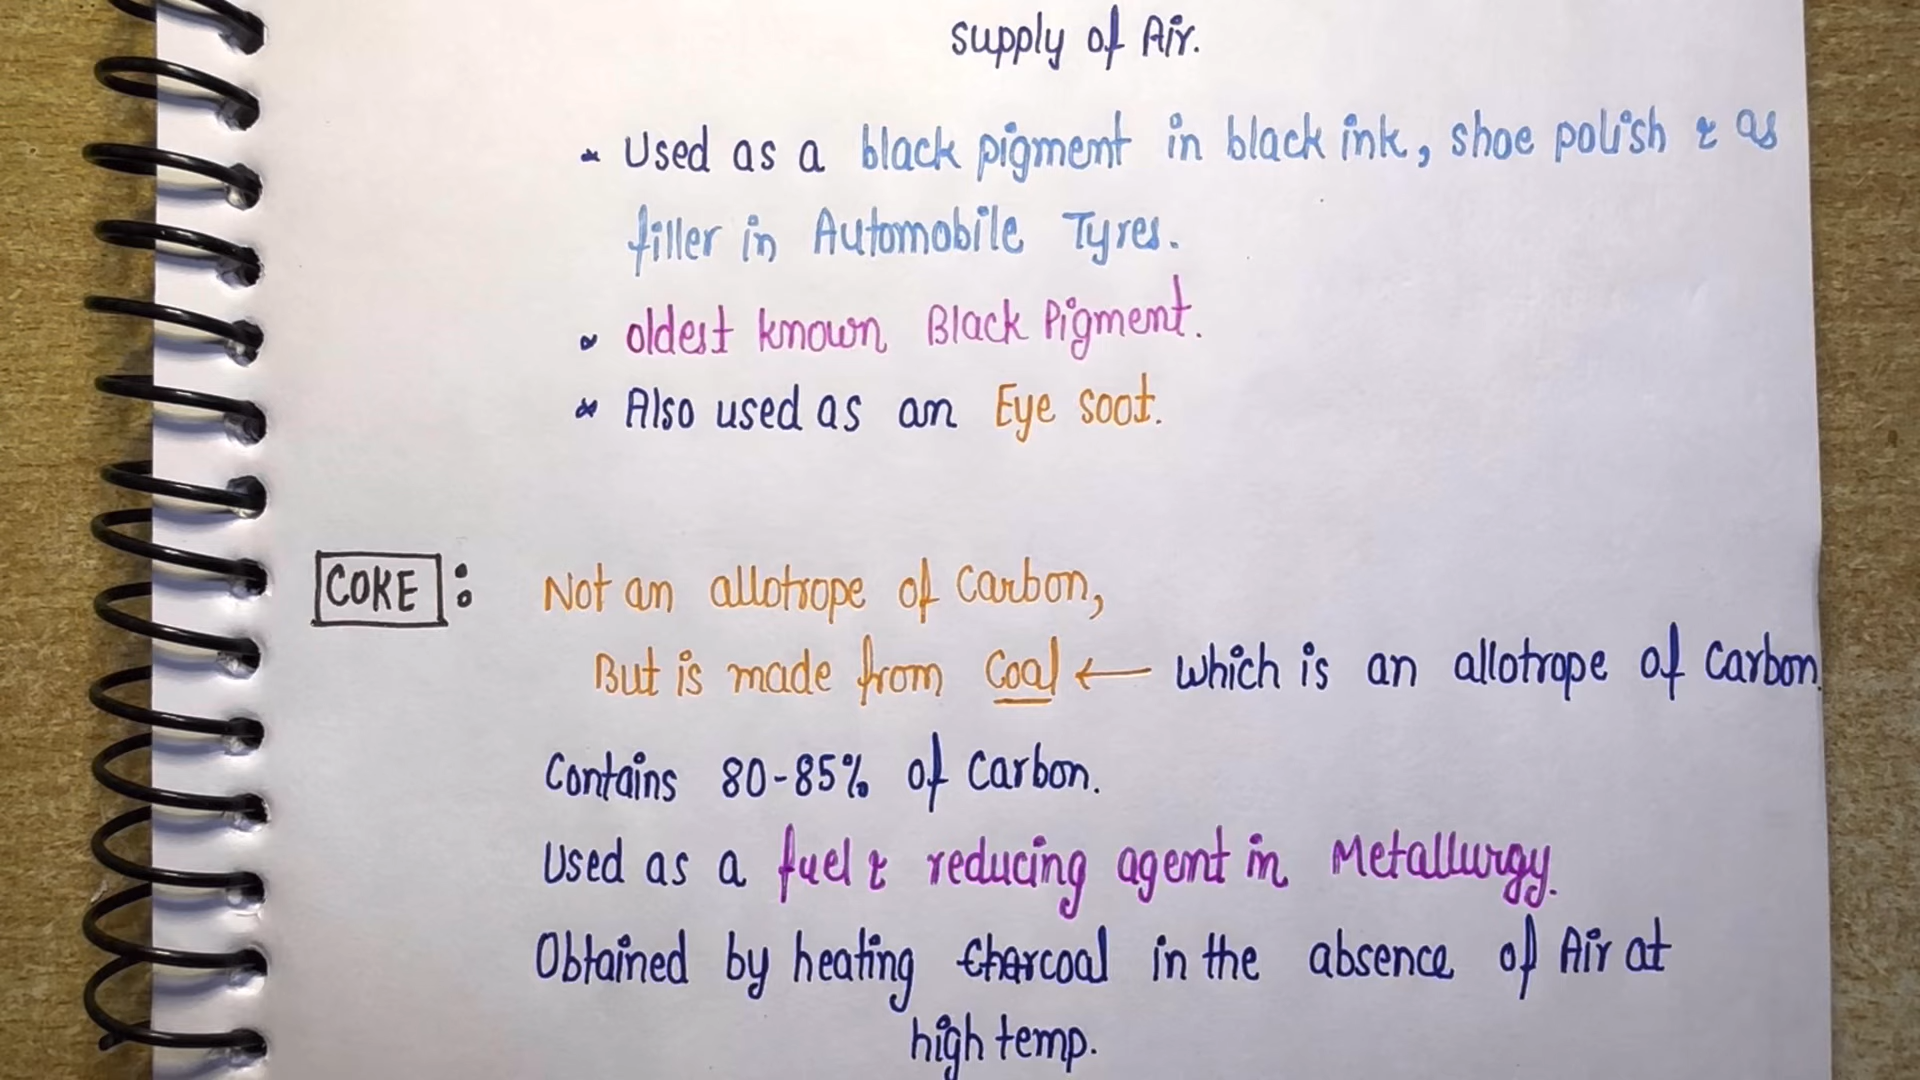 supply of Air.
* Used as a black pigment in black ink, shoe polish & as
filler in Automobile Tyres.
* oldest known Black Pigment.
* Also used as an Eye soot.
COKE : Not an allotrope of Carbon,
But is made from Coal ← which is an allotrope of Carbon.
Contains 80-85% of Carbon.
Used as a fuel & reducing agent in Metallurgy.
Obtained by heating ~~Char~~coal in the absence of Air at
high temp.